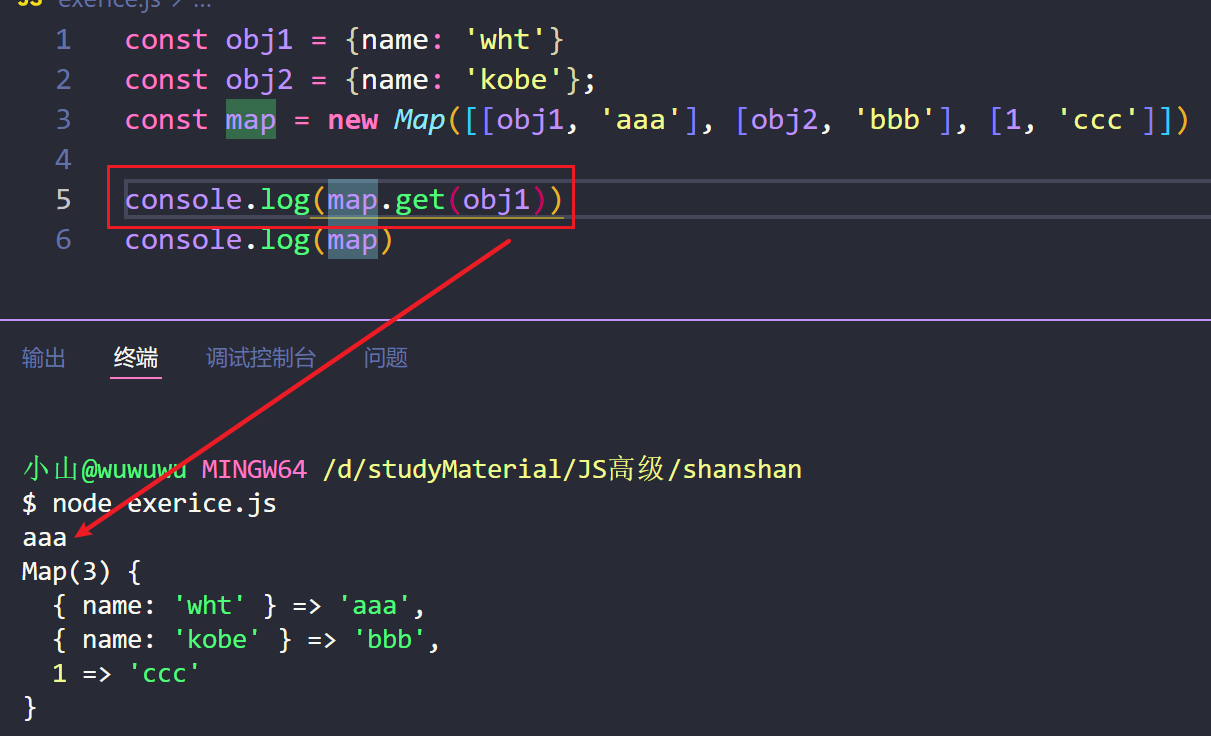 JS exerice.js > ...
1 const obj1 = {name: 'wht'}
2 const obj2 = {name: 'kobe'};
3 const map = new Map([[obj1, 'aaa'], [obj2, 'bbb'], [1, 'ccc']])
4
5 console.log(map.get(obj1))
6 console.log(map)
输出 终端 调试控制台 问题
小山@wuwuwu MINGW64 /d/studyMaterial/JS高级/shanshan
$ node exerice.js
aaa
Map(3) {
{ name: 'wht' } => 'aaa',
{ name: 'kobe' } => 'bbb',
1 => 'ccc'
}